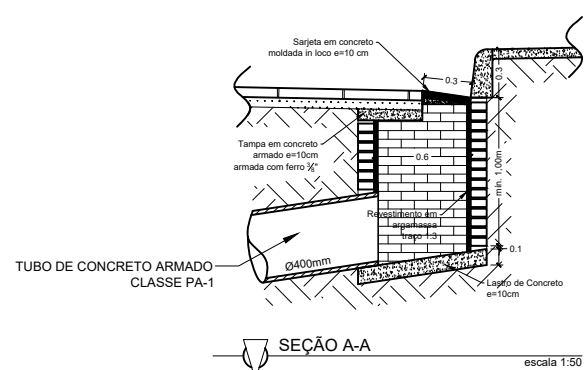 Sarjeta em concreto
moldada in loco e=10 cm
0.3
0.3
Tampa em concreto
armado e=10cm
armada com ferro ⅜"
0.6
min. 1,00m
Revestimento em
argamassa
traço 1:3
TUBO DE CONCRETO ARMADO
CLASSE PA-1
Ø400mm
0.1
Lastro de Concreto
e=10cm
SEÇÃO A-A
escala 1:50